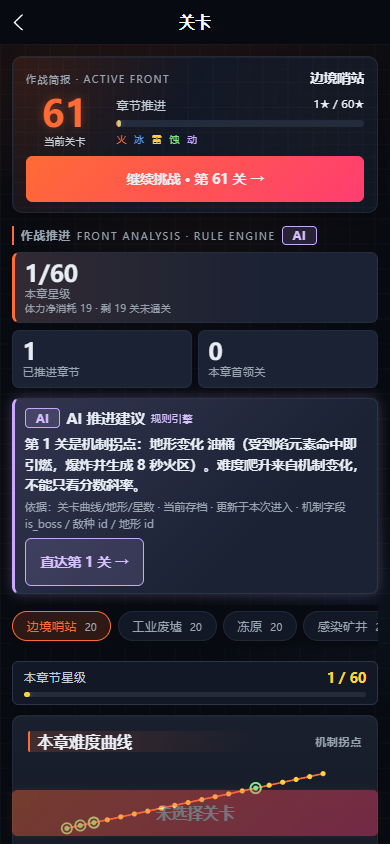 关卡
作战简报 · ACTIVE FRONT
边境哨站
61
当前关卡
章节推进
1★ / 60★
火 冰 雷 蚀 动
继续挑战 • 第 61 关 →
作战推进 FRONT ANALYSIS · RULE ENGINE AI
1/60
本章星级
体力净消耗 19 · 剩 19 关未通关
1
已推进章节
0
本章首领关
AI AI 推进建议 规则引擎
第 1 关是机制拐点：地形变化 油桶（受到焰元素命中即
引燃，爆炸并生成 8 秒火区）。难度爬升来自机制变化，
不能只看分数斜率。
依据：关卡曲线/地形/星数 · 当前存档 · 更新于本次进入 · 机制字段
is_boss / 敌种 id / 地形 id
直达第 1 关 →
边境哨站 20
工业废墟 20
冻原 20
感染矿井
本章节星级
1 / 60
本章难度曲线
机制拐点
未选择关卡